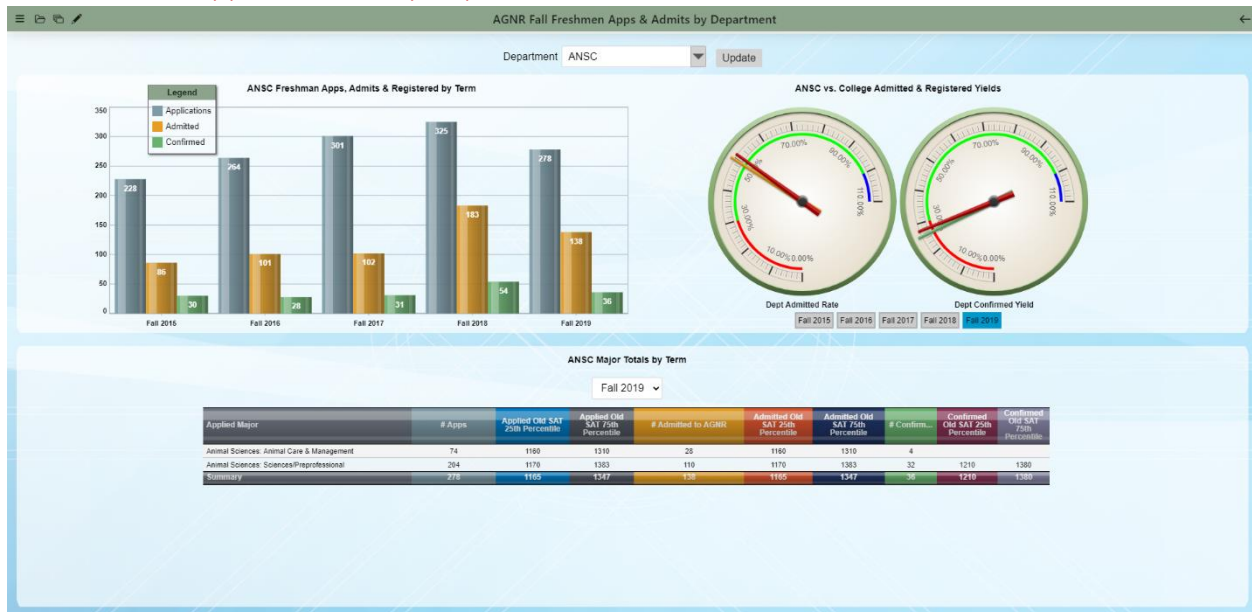 AGNR Fall Freshmen Apps & Admits by Department
Department ANSC Update
ANSC Freshman Apps, Admits & Registered by Term
Legend
Applications
Admitted
Confirmed
350
300
250
200
150
100
50
0
228
86
30
264
101
28
301
102
31
325
183
54
278
138
36
Fall 2015 Fall 2016 Fall 2017 Fall 2018 Fall 2019
ANSC vs. College Admitted & Registered Yields
0.00%
10.00%
30.00%
70.00%
90.00%
110.00%
0.00%
10.00%
30.00%
50.00%
70.00%
90.00%
110.00%
Dept Admitted Rate Dept Confirmed Yield
Fall 2015 Fall 2016 Fall 2017 Fall 2018 Fall 2019
ANSC Major Totals by Term
Fall 2019
Applied Major # Apps Applied Old SAT 25th Percentile Applied Old SAT 75th Percentile # Admitted to AGNR Admitted Old SAT 25th Percentile Admitted Old SAT 75th Percentile # Confirm... Confirmed Old SAT 25th Percentile Confirmed Old SAT 75th Percentile
Animal Sciences: Animal Care & Management 74 1160 1310 28 1160 1310 4
Animal Sciences: Sciences/Preprofessional 204 1170 1383 110 1170 1383 32 1210 1380
Summary 278 1165 1347 138 1165 1347 36 1210 1380